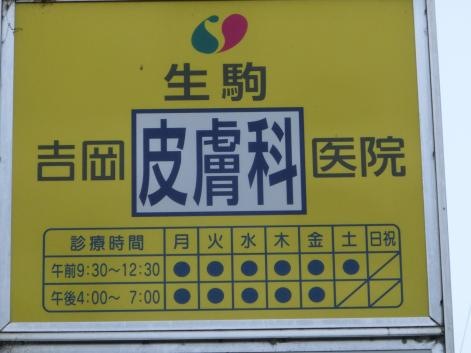 生駒
吉岡 皮膚科 医院
診療時間 月 火 水 木 金 土 日祝
午前9:30〜12:30 ● ● ● ● ● ● ／
午後4:00〜 7:00 ● ● ● ● ● ／ ／